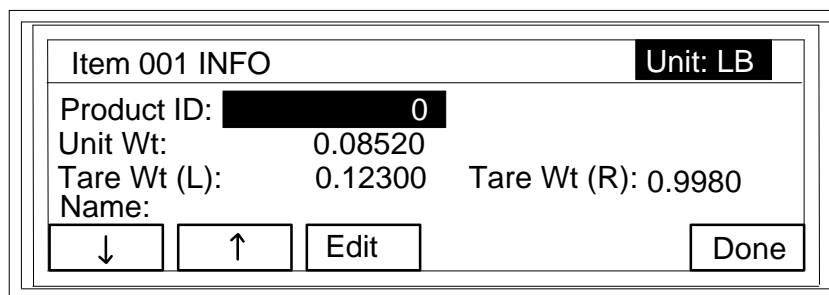 Item 001 INFO Unit: LB
Product ID: 0
Unit Wt: 0.08520
Tare Wt (L): 0.12300 Tare Wt (R): 0.9980
Name:
↓ ↑ Edit Done